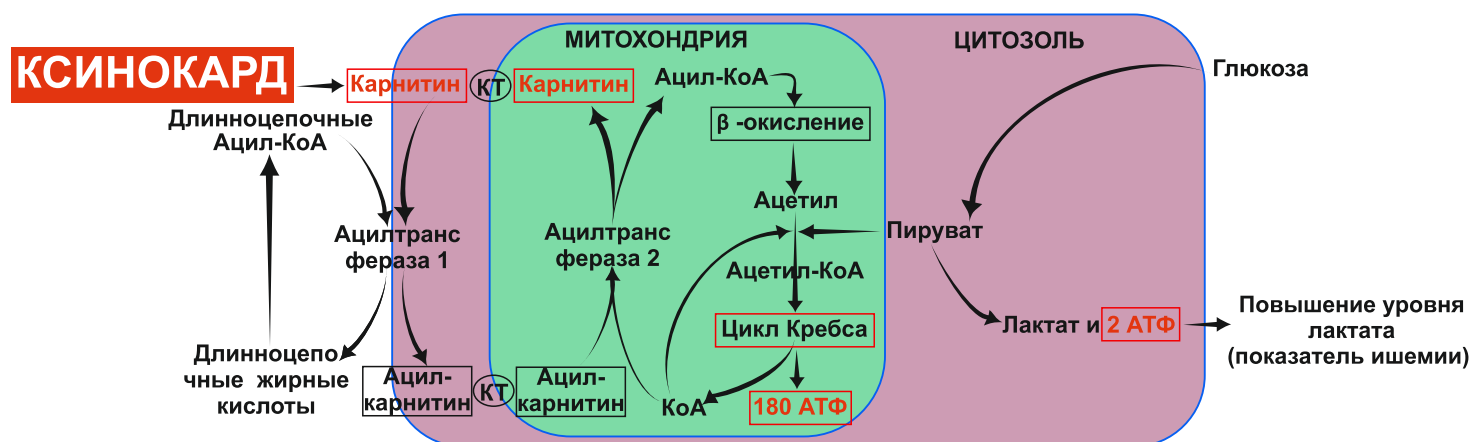 МИТОХОНДРИЯ
ЦИТОЗОЛЬ
КСИНОКАРД
Карнитин
КТ
Карнитин
Ацил-КоА
Глюкоза
Длинноцепочные
Ацил-КоА
β -окисление
Ацетил
Ацилтранс
фераза 1
Ацилтранс
фераза 2
Пируват
Ацетил-КоА
Цикл Кребса
Лактат и 2 АТФ
Повышение уровня
лактата
(показатель ишемии)
Длинноцепо
чные жирные
кислоты
Ацил-
карнитин
КТ
Ацил-
карнитин
КоА
180 АТФ